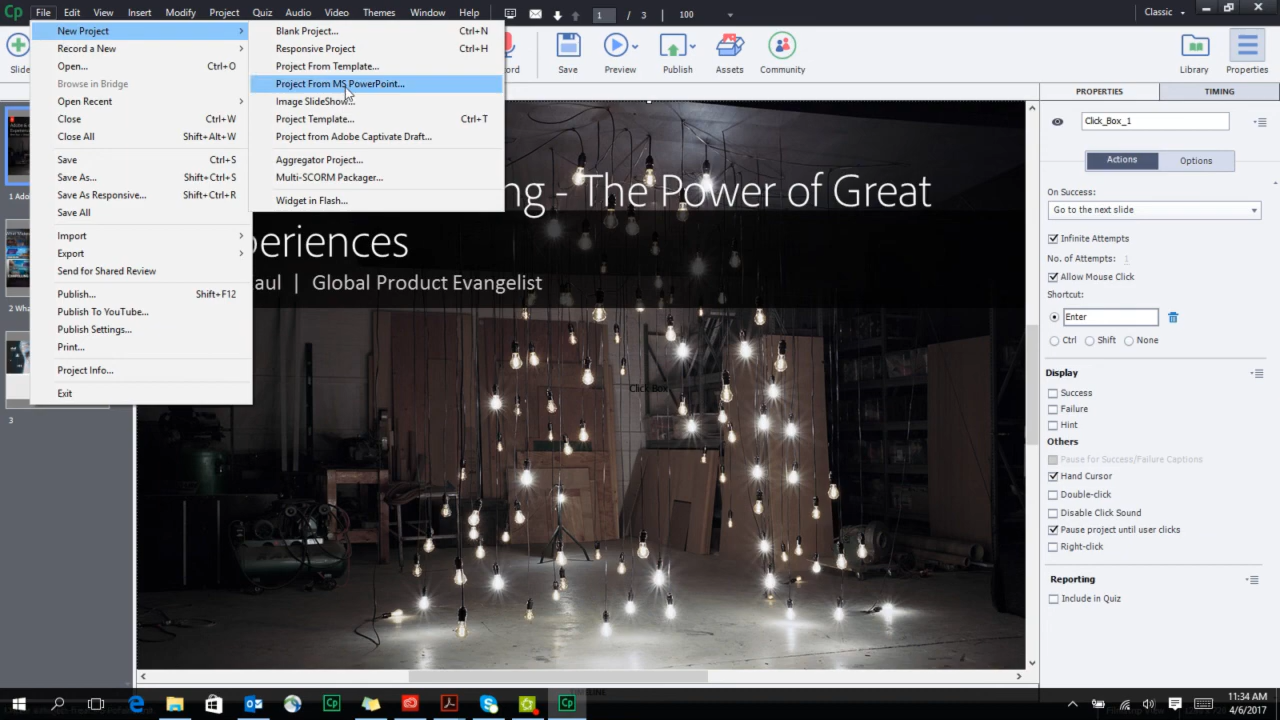 Cp File Edit View Insert Modify Project Quiz Audio Video Themes Window Help 1 / 3 100 Classic
New Project
Record a New
Open... Ctrl+O
Browse in Bridge
Open Recent
Close Ctrl+W
Close All Shift+Alt+W
Save Ctrl+S
Save As... Shift+Ctrl+S
Save As Responsive... Shift+Ctrl+R
Save All
Import
Export
Send for Shared Review
Publish... Shift+F12
Publish To YouTube...
Publish Settings...
Print...
Project Info...
Exit
Blank Project... Ctrl+N
Responsive Project Ctrl+H
Project From Template...
Project From MS PowerPoint...
Image SlideShow...
Project Template... Ctrl+T
Project from Adobe Captivate Draft...
Aggregator Project...
Multi-SCORM Packager...
Widget in Flash...
Slide
ord Save Preview Publish Assets Community Library Properties
1 Ado
2 Wha
3
ng - The Power of Great
periences
aul | Global Product Evangelist
Click Box
PROPERTIES TIMING
Click_Box_1
Actions Options
On Success:
Go to the next slide
Infinite Attempts
No. of Attempts: 1
Allow Mouse Click
Shortcut:
Enter
Ctrl Shift None
Display
Success
Failure
Hint
Others
Pause for Success/Failure Captions
Hand Cursor
Double-click
Disable Click Sound
Pause project until user clicks
Right-click
Reporting
Include in Quiz
TIMELINE
11:34 AM
4/6/2017